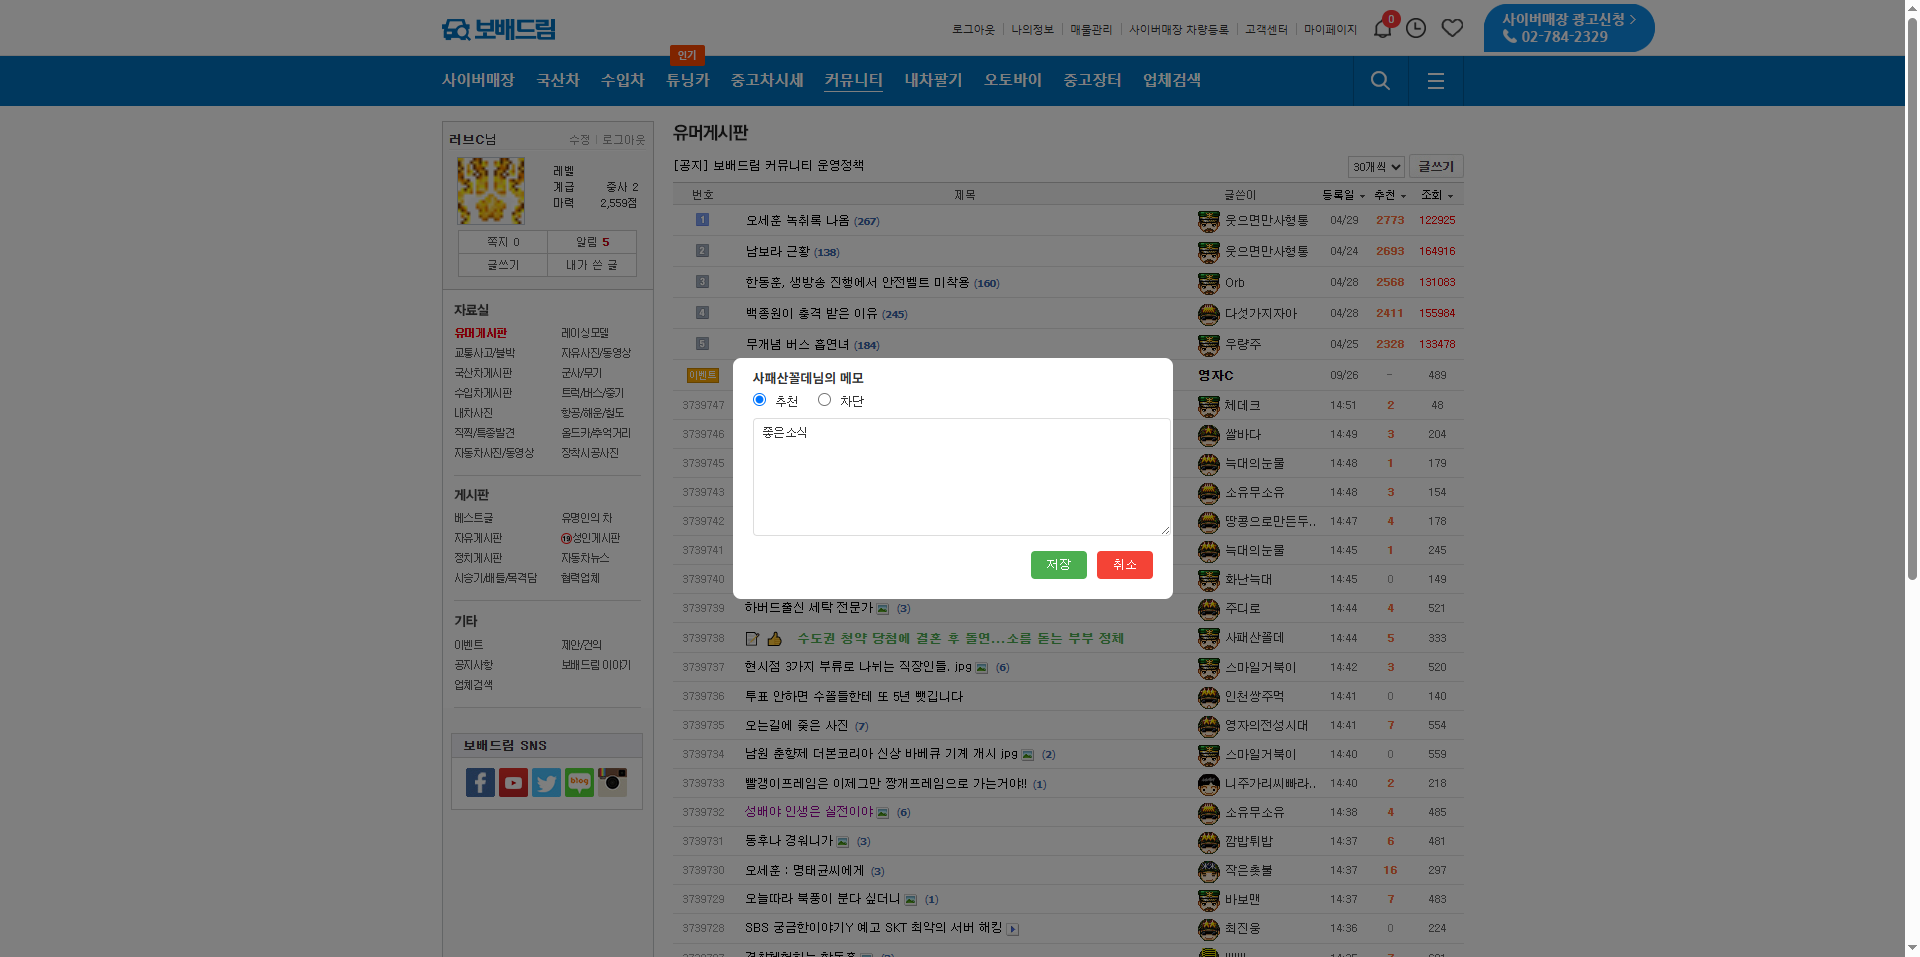 보배드림
로그아웃 나의정보 매물관리 사이버매장 차량등록 고객센터 마이페이지 0
사이버매장 광고신청 >
02-784-2329
인기
사이버매장 국산차 수입차 튜닝카 중고차시세 커뮤니티 내차팔기 오토바이 중고장터 업체검색
러브C님 수정 로그아웃
레벨
계급 중사 2
마력 2,559점
쪽지 0 알림 5
글쓰기 내가 쓴 글
자료실
유머게시판 레이싱모델
교통사고/블박 자유사진/동영상
국산차게시판 군사/무기
수입차게시판 트럭/버스/중기
내차사진 항공/해운/철도
직찍/특종발견 올드카/추억거리
자동차사진/동영상 장착시공사진
게시판
베스트글 유명인의 차
자유게시판 19성인게시판
정치게시판 자동차뉴스
시승기/배틀/목격담 협력업체
기타
이벤트 제안/건의
공지사항 보배드림 이야기
업체검색
보배드림 SNS
blog
유머게시판
[공지] 보배드림 커뮤니티 운영정책
30개씩 글쓰기
번호 제목 글쓴이 등록일 추천 조회
1 오세훈 녹취록 나옴 (267) 웃으면만사형통 04/29 2773 122925
2 남보라 근황 (138) 웃으면만사형통 04/24 2693 164916
3 한동훈, 생방송 진행에서 안전벨트 미착용 (160) Orb 04/28 2568 131083
4 백종원이 충격 받은 이유 (245) 다섯가지자아 04/28 2411 155984
5 무개념 버스 흡연녀 (184) 우량주 04/25 2328 133478
이벤트 영자C 09/26 - 489
3739747 체데크 14:51 2 48
3739746 쌀바다 14:49 3 204
3739745 늑대의눈물 14:48 1 179
3739743 소유무소유 14:48 3 154
3739742 땅콩으로만든두.. 14:47 4 178
3739741 늑대의눈물 14:45 1 245
3739740 화난늑대 14:45 0 149
사패산꼴데님의 메모
추천 차단
좋은소식
저장 취소
3739739 하버드출신 세탁 전문가 (3) 주디로 14:44 4 521
3739738 수도권 청약 당첨에 결혼 후 돌연...소름 돋는 부부 정체 사패산꼴데 14:44 5 333
3739737 현시점 3가지 부류로 나뉘는 직장인들. jpg (6) 스마일거북이 14:42 3 520
3739736 투표 안하면 수꼴들한테 또 5년 뺏깁니다 인천쌍주먹 14:41 0 140
3739735 오는길에 줒은 사진 (7) 영자의전성시대 14:41 7 554
3739734 남원 춘향제 더본코리아 신상 바베큐 기계 개시 jpg (2) 스마일거북이 14:40 0 559
3739733 빨갱이프레임은 이제그만 짱개프레임으로 가는거야!! (1) 니주가리씨빠라.. 14:40 2 218
3739732 성배야 인생은 실전이야 (6) 소유무소유 14:38 4 485
3739731 동후나 경워니가 (3) 깜밥튀밥 14:37 6 481
3739730 오세훈 : 명태균씨에게 (3) 작은촛불 14:37 16 297
3739729 오늘따라 북풍이 분다 싶더니 (1) 바보맨 14:37 7 483
3739728 SBS 궁금한이야기Y 예고 SKT 최악의 서버 해킹 최진웅 14:36 0 224